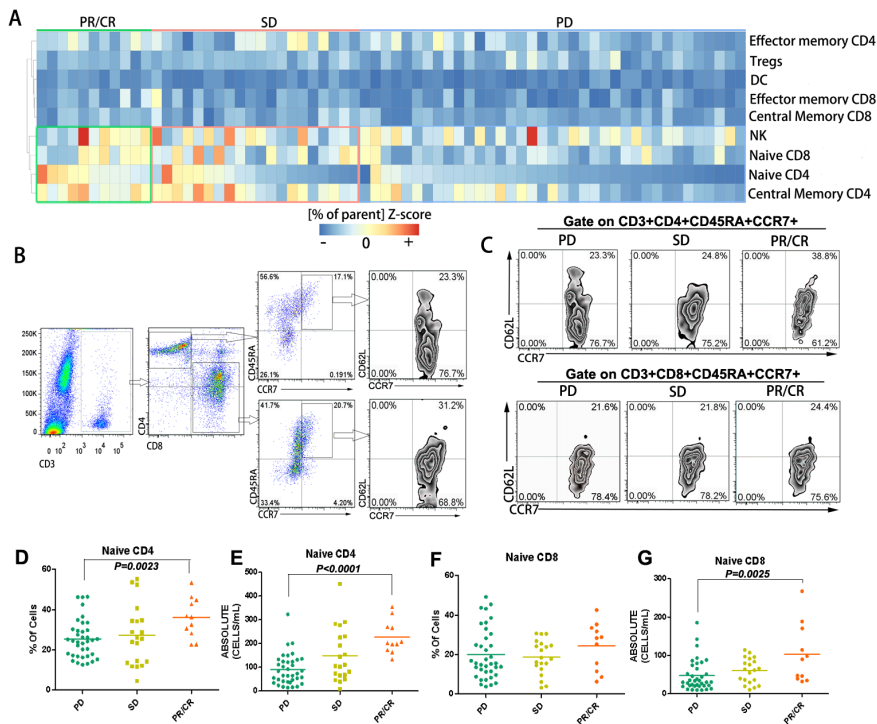 A
PR/CR SD PD
Effector memory CD4
Tregs
DC
Effector memory CD8
Central Memory CD8
NK
Naive CD8
Naive CD4
Central Memory CD4
[% of parent] Z-score
- 0 +
B
250K
200K
150K
100K
50K
0
0 10² 10³ 10⁴ 10⁵
CD3
CD4
CD8
56.6% 17.1%
26.1% 0.191%
CD45RA
CCR7
0.00% 23.3%
0.00% 76.7%
CD62L
CCR7
41.7% 20.7%
33.4% 4.20%
CD45RA
CCR7
0.00% 31.2%
0.00% 68.8%
CD62L
CCR7
C
Gate on CD3+CD4+CD45RA+CCR7+
PD SD PR/CR
0.00% 23.3% 0.00% 24.8% 0.00% 38.8%
0.00% 76.7% 0.00% 75.2% 0.00% 61.2%
CD62L
CCR7
Gate on CD3+CD8+CD45RA+CCR7+
PD SD PR/CR
0.00% 21.6% 0.00% 21.8% 0.00% 24.4%
0.00% 78.4% 0.00% 78.2% 0.00% 75.6%
CD62L
CCR7
D
Naive CD4
P=0.0023
% Of Cells
60
40
20
0
PD SD PR/CR
E
Naive CD4
P<0.0001
ABSOLUTE
(CELLS/mL)
500
400
300
200
100
0
PD SD PR/CR
F
Naive CD8
% Of Cells
60
40
20
0
PD SD PR/CR
G
Naive CD8
P=0.0025
ABSOLUTE
(CELLS/mL)
300
200
100
0
PD SD PR/CR